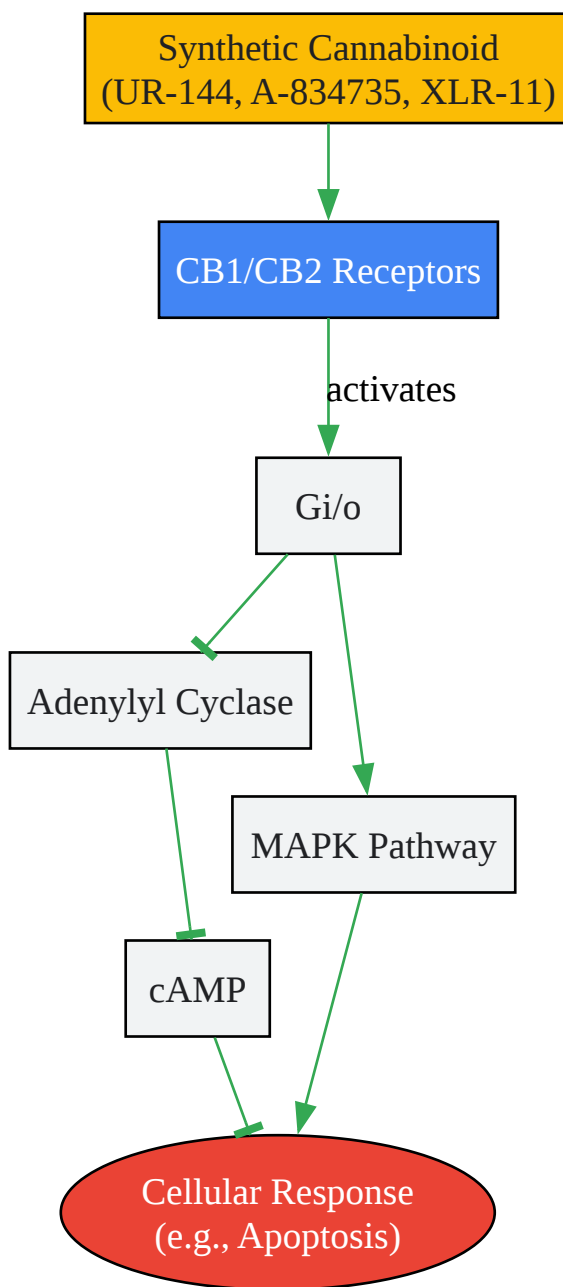 Synthetic Cannabinoid
(UR-144, A-834735, XLR-11)
CB1/CB2 Receptors
activates
Gi/o
Adenylyl Cyclase
MAPK Pathway
cAMP
Cellular Response
(e.g., Apoptosis)